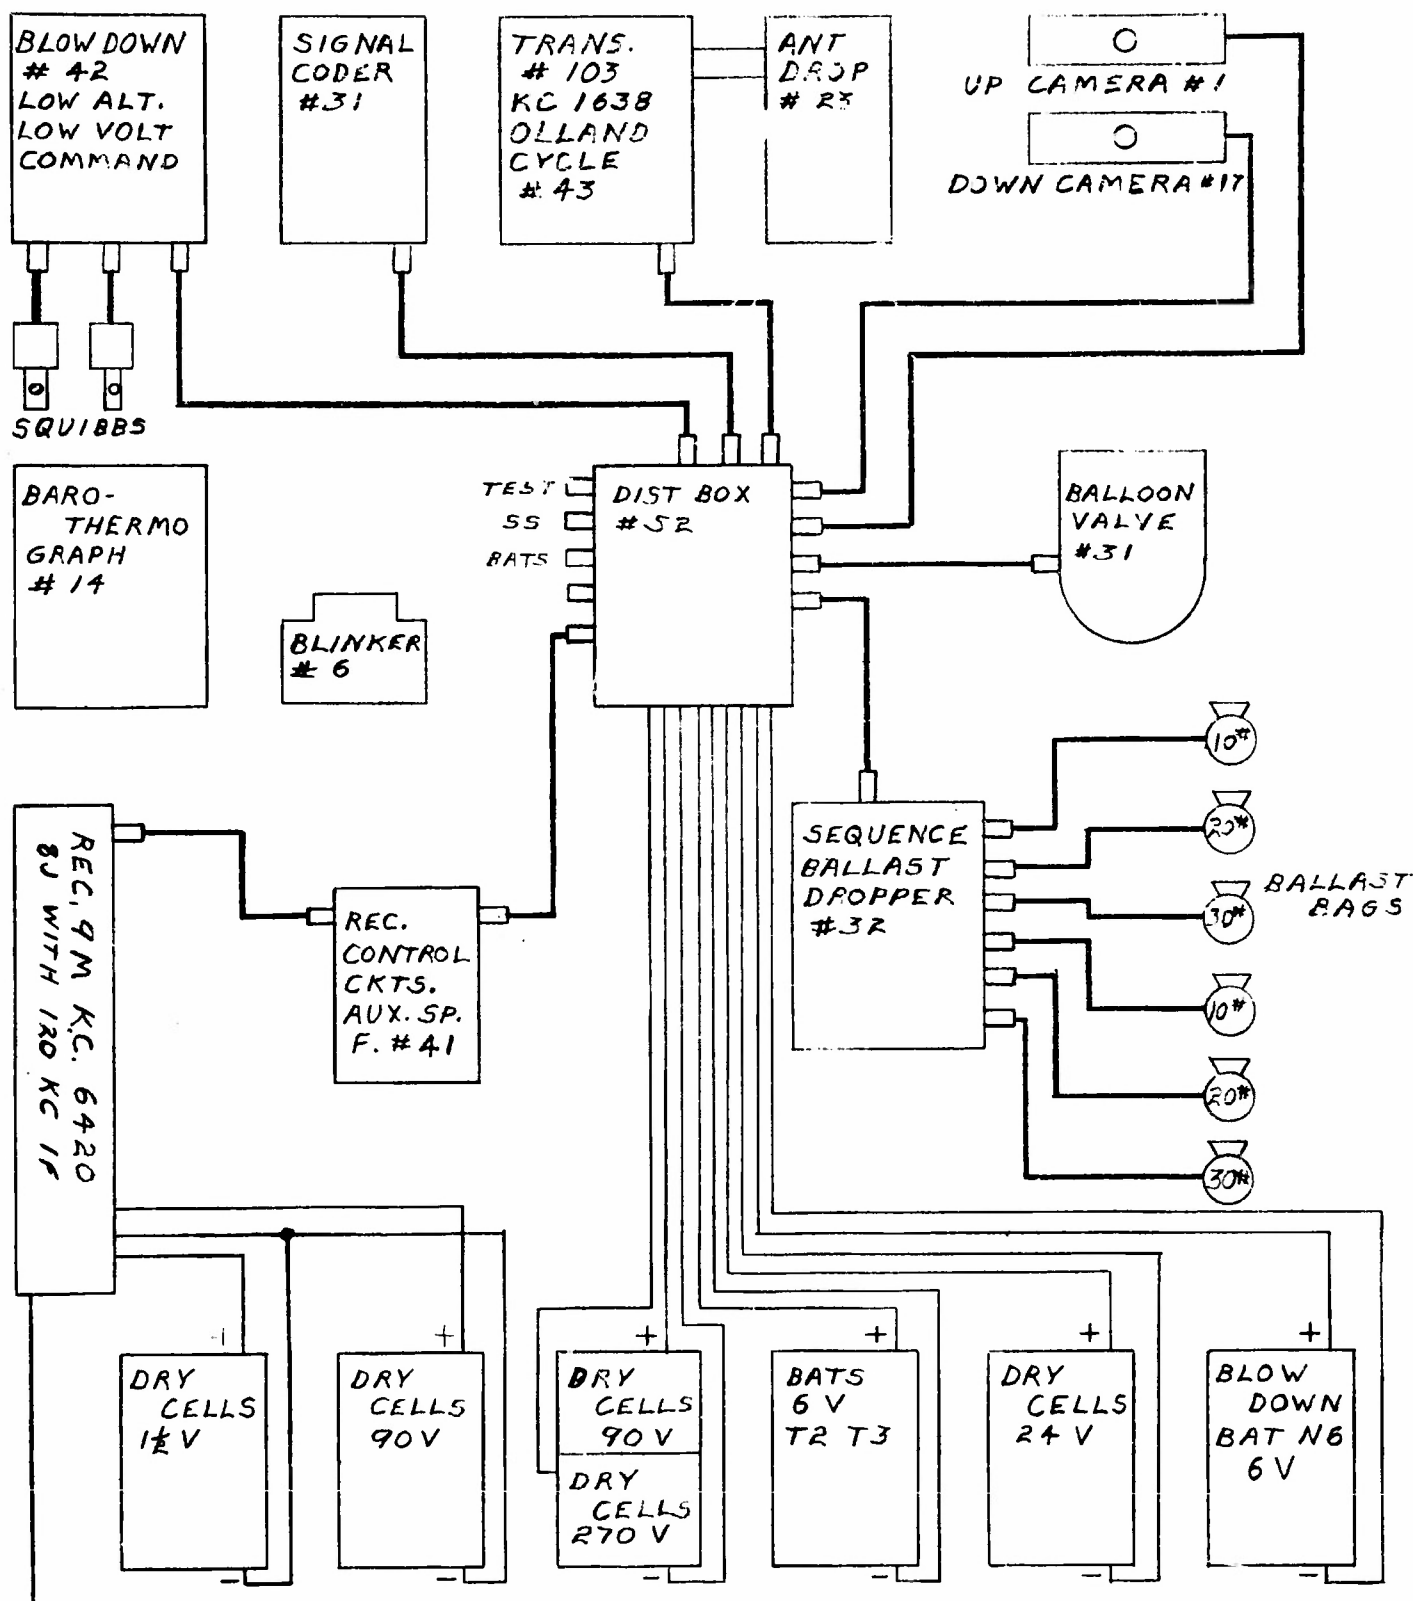 BLOWDOWN
# 42
LOW ALT.
LOW VOLT
COMMAND
SIGNAL
CODER
#31
TRANS.
# 103
KC 1638
OLLAND
CYCLE
# 43
ANT
DROP
# 23
UP CAMERA #1
DOWN CAMERA #17
SQUIBBS
BARO-
THERMO
GRAPH
# 14
BLINKER
# 6
TEST
SS
BATS
DIST BOX
#52
BALLOON
VALVE
#31
REC, 9M K.C. 6420
8J WITH 120 KC IF
REC.
CONTROL
CKTS.
AUX. SP.
F. #41
SEQUENCE
BALLAST
DROPPER
#32
10#
20#
30#
10#
20#
30#
BALLAST
BAGS
+
DRY
CELLS
1½ V
-
+
DRY
CELLS
90 V
-
+
DRY
CELLS
90 V
DRY
CELLS
270 V
-
+
BATS
6 V
T2 T3
-
+
DRY
CELLS
24 V
-
+
BLOW
DOWN
BAT N6
6 V
-